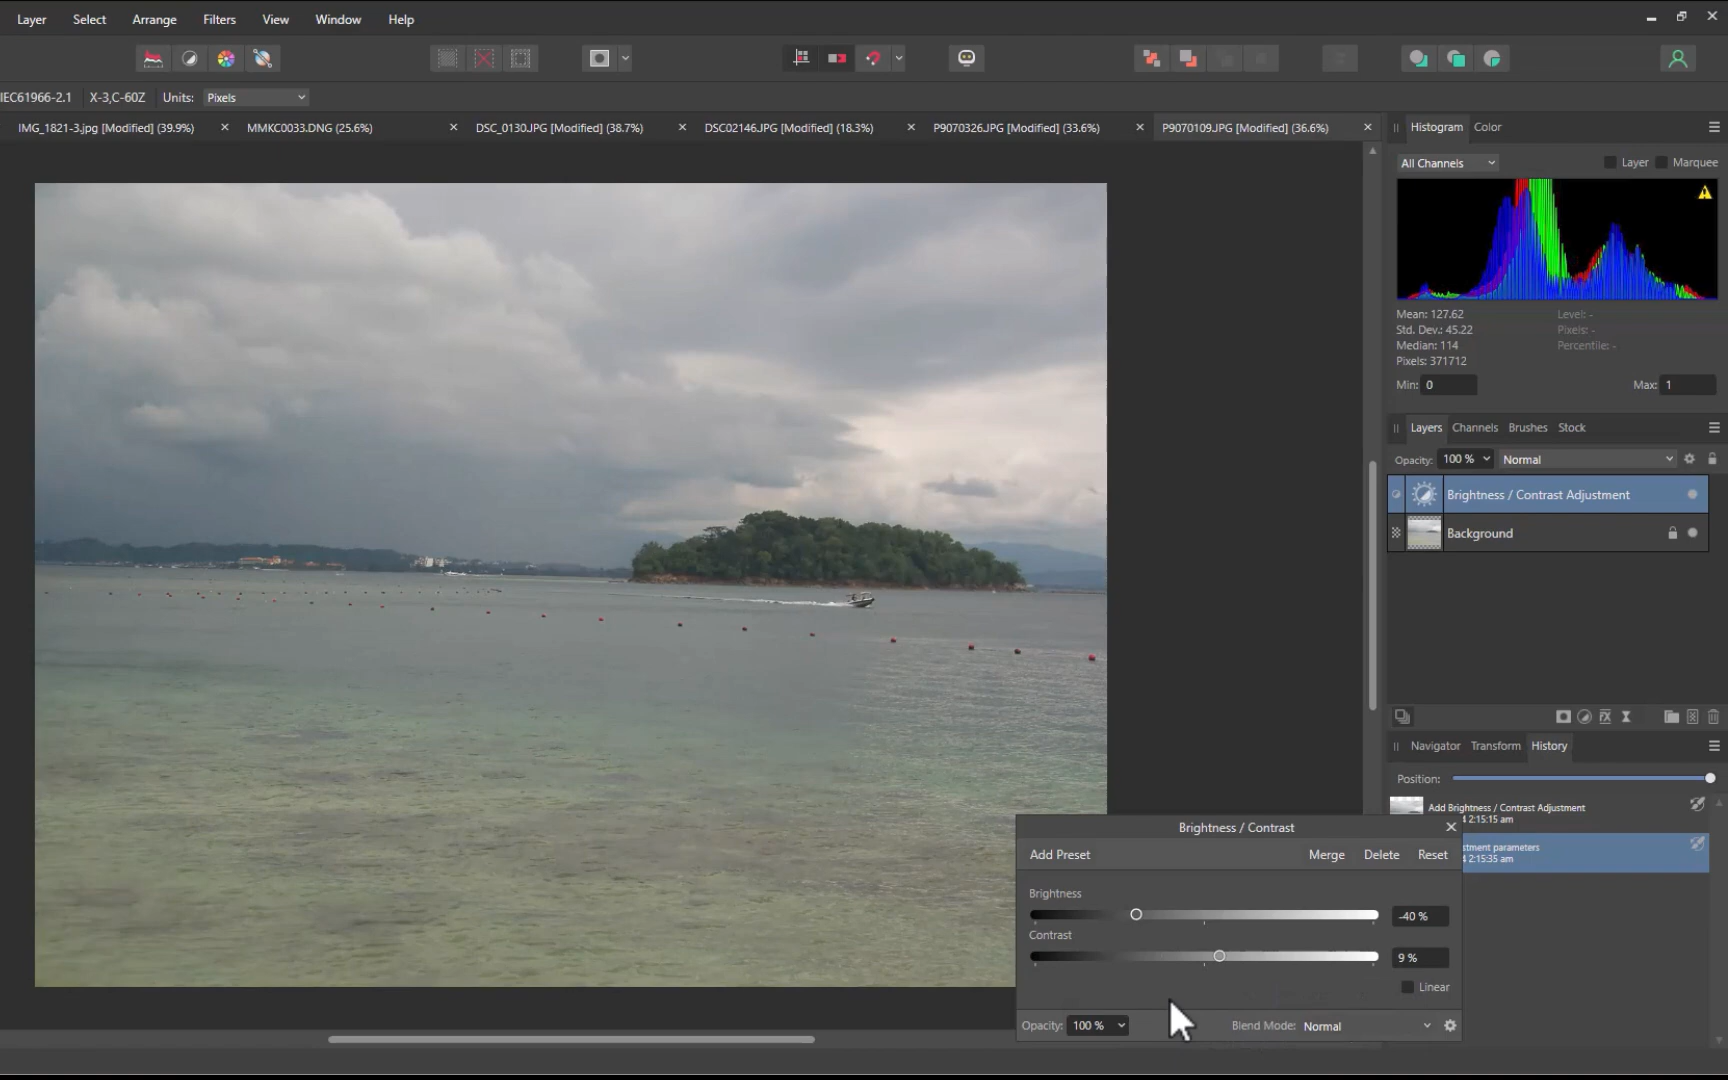 Layer Select Arrange Filters View Window Help
IEC61966-2.1 X-3,C-60Z Units: Pixels
IMG_1821-3.jpg [Modified] (39.9%) MMKC0033.DNG (25.6%) DSC_0130.JPG [Modified] (38.7%) DSC02146.JPG [Modified] (18.3%) P9070326.JPG [Modified] (33.6%) P9070109.JPG [Modified] (36.6%)
Histogram Color
All Channels Layer Marquee
Mean: 127.62 Level: -
Std. Dev.: 45.22 Pixels: -
Median: 114 Percentile: -
Pixels: 371712
Min: 0 Max: 1
Layers Channels Brushes Stock
Opacity: 100 % Normal
Brightness / Contrast Adjustment
Background
Navigator Transform History
Position:
Add Brightness / Contrast Adjustment
4 2:15:15 am
stment parameters
4 2:15:35 am
Brightness / Contrast
Add Preset Merge Delete Reset
Brightness
-40 %
Contrast
9 %
Linear
Opacity: 100 % Blend Mode: Normal